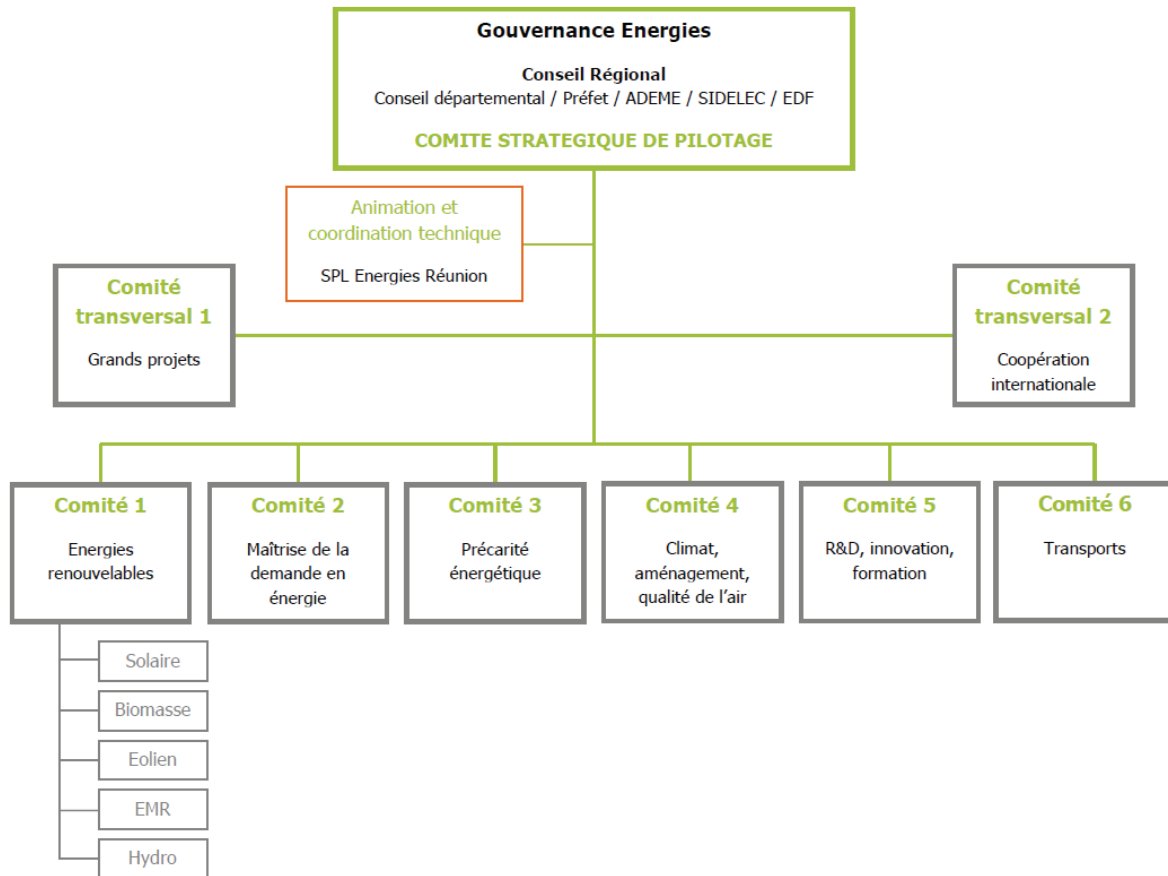 Gouvernance Energies
Conseil Régional
Conseil départemental / Préfet / ADEME / SIDELEC / EDF
COMITE STRATEGIQUE DE PILOTAGE
Animation et
coordination technique
SPL Energies Réunion
Comité
transversal 1
Grands projets
Comité
transversal 2
Coopération
internationale
Comité 1
Energies
renouvelables
Comité 2
Maîtrise de la
demande en
énergie
Comité 3
Précarité
énergétique
Comité 4
Climat,
aménagement,
qualité de l'air
Comité 5
R&D, innovation,
formation
Comité 6
Transports
Solaire
Biomasse
Eolien
EMR
Hydro